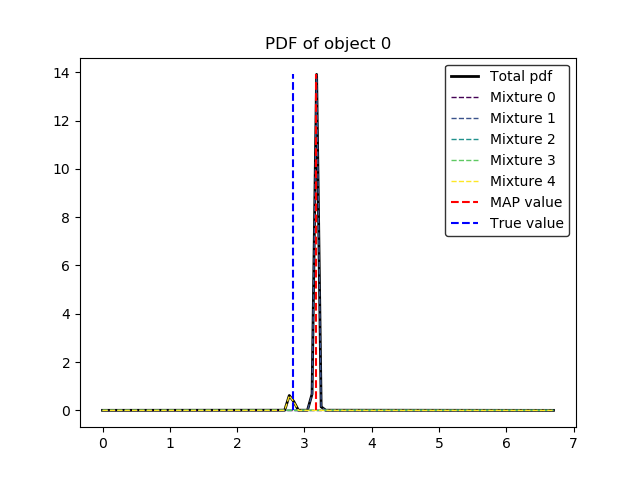 PDF of object 0
14
12
10
8
6
4
2
0
0 1 2 3 4 5 6 7
Total pdf
Mixture 0
Mixture 1
Mixture 2
Mixture 3
Mixture 4
MAP value
True value